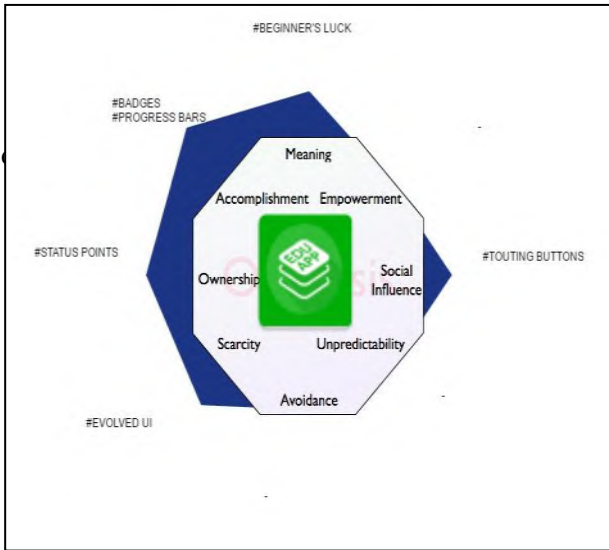 #BEGINNER'S LUCK
#BADGES
#PROGRESS BARS
-
Meaning
Accomplishment Empowerment
EDU
APP
#STATUS POINTS
Ownership
Social
Influence
#TOUTING BUTTONS
Scarcity
Unpredictability
Avoidance
-
#EVOLVED UI
-